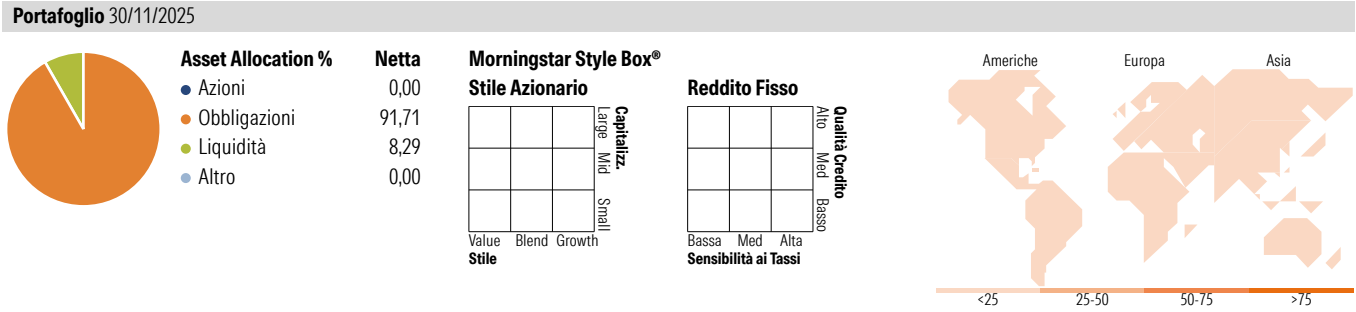 Portafoglio 30/11/2025
Asset Allocation % Netta
Azioni 0,00
Obbligazioni 91,71
Liquidità 8,29
Altro 0,00
Morningstar Style Box®
Stile Azionario
Large Mid Small
Capitalizz.
Value Blend Growth
Stile
Reddito Fisso
Alto Med Basso
Qualità Credito
Bassa Med Alta
Sensibilità ai Tassi
Americhe Europa Asia
<25 25-50 50-75 >75